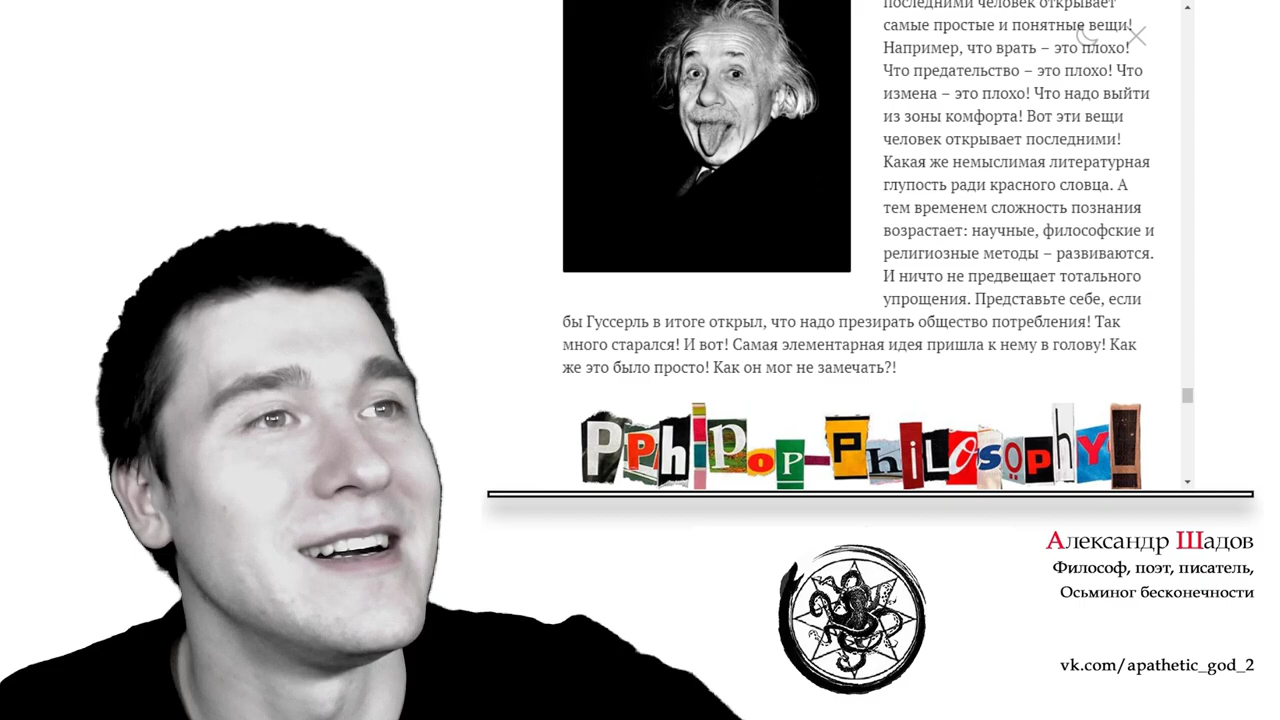 последними человек открывает
самые простые и понятные вещи!
Например, что врать – это плохо!
Что предательство – это плохо! Что
измена – это плохо! Что надо выйти
из зоны комфорта! Вот эти вещи
человек открывает последними!
Какая же немыслимая литературная
глупость ради красного словца. А
тем временем сложность познания
возрастает: научные, философские и
религиозные методы – развиваются.
И ничто не предвещает тотального
упрощения. Представьте себе, если
бы Гуссерль в итоге открыл, что надо презирать общество потребления! Так
много старался! И вот! Самая элементарная идея пришла к нему в голову! Как
же это было просто! Как он мог не замечать?!
PPhiPop-PhiLOSOphY!
Александр Шадов
Философ, поэт, писатель,
Осьминог бесконечности
vk.com/apathetic_god_2